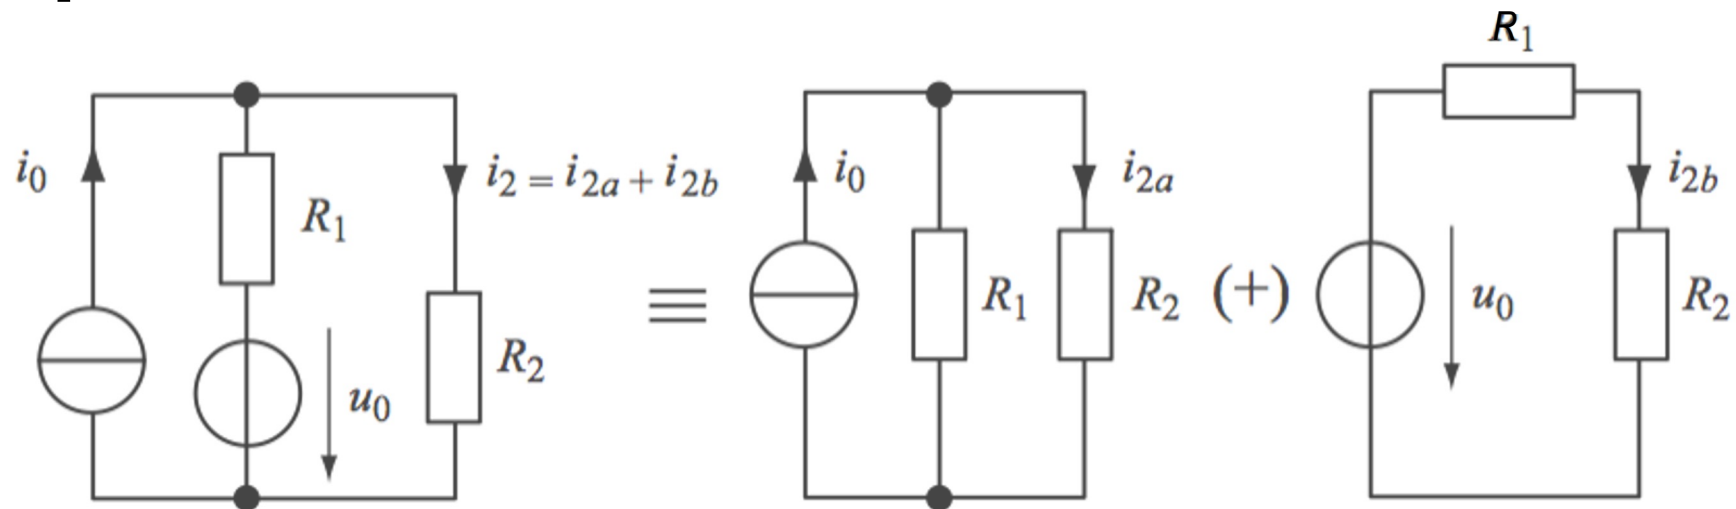 R₁
i₀
R₁
u₀
i₂ = i₂ₐ + i₂b
R₂
≡
i₀
R₁
i₂ₐ
R₂
(+)
u₀
i₂b
R₂